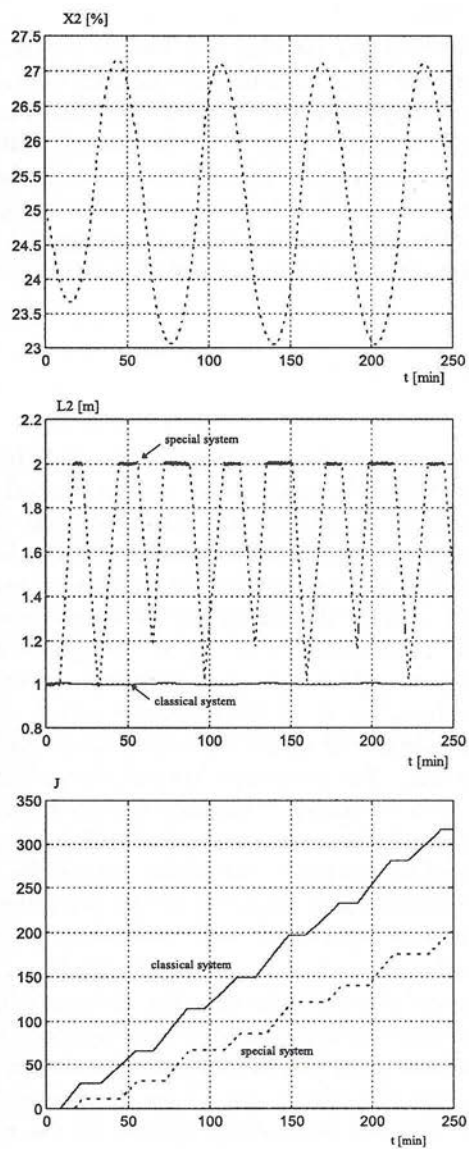 X2 [%]
27.5
27
26.5
26
25.5
25
24.5
24
23.5
23
0 50 100 150 200 250
t [min]
L2 [m]
2.2
special system
2
1.8
1.6
1.4
1.2
1
classical system
0.8
0 50 100 150 200 250
t [min]
J
350
300
250
200
classical system
150
100
special system
50
0
0 50 100 150 200 250
t [min]